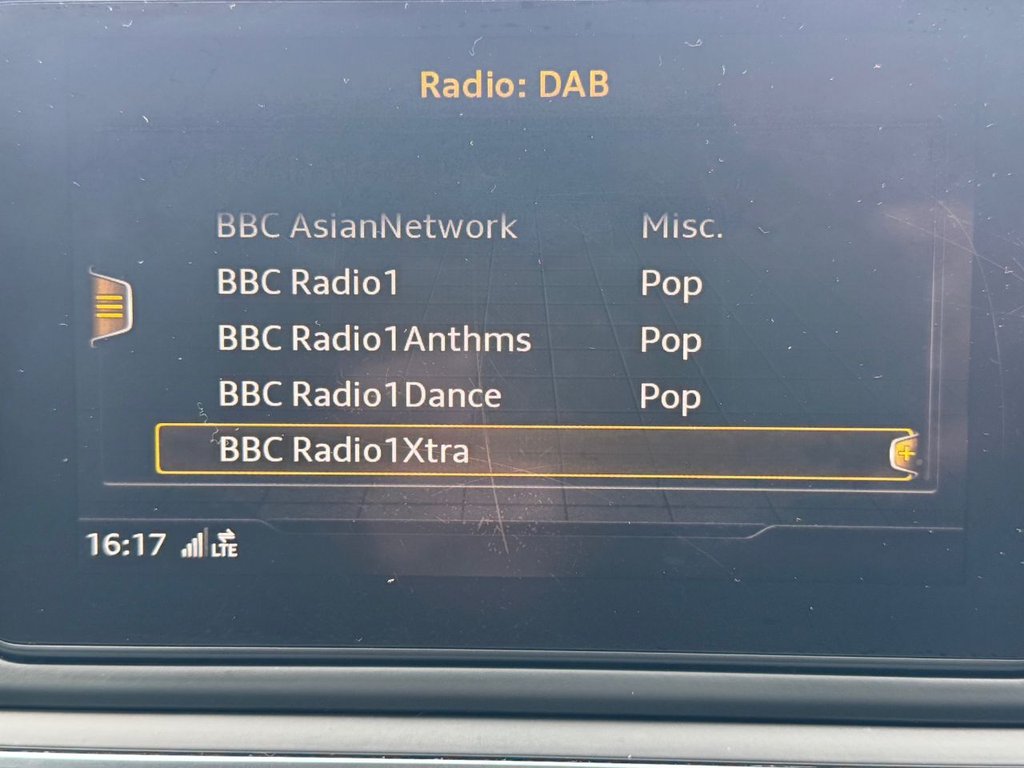 Radio: DAB
BBC AsianNetwork Misc.
BBC Radio1 Pop
BBC Radio1Anthms Pop
BBC Radio1Dance Pop
BBC Radio1Xtra
16:17 LTE